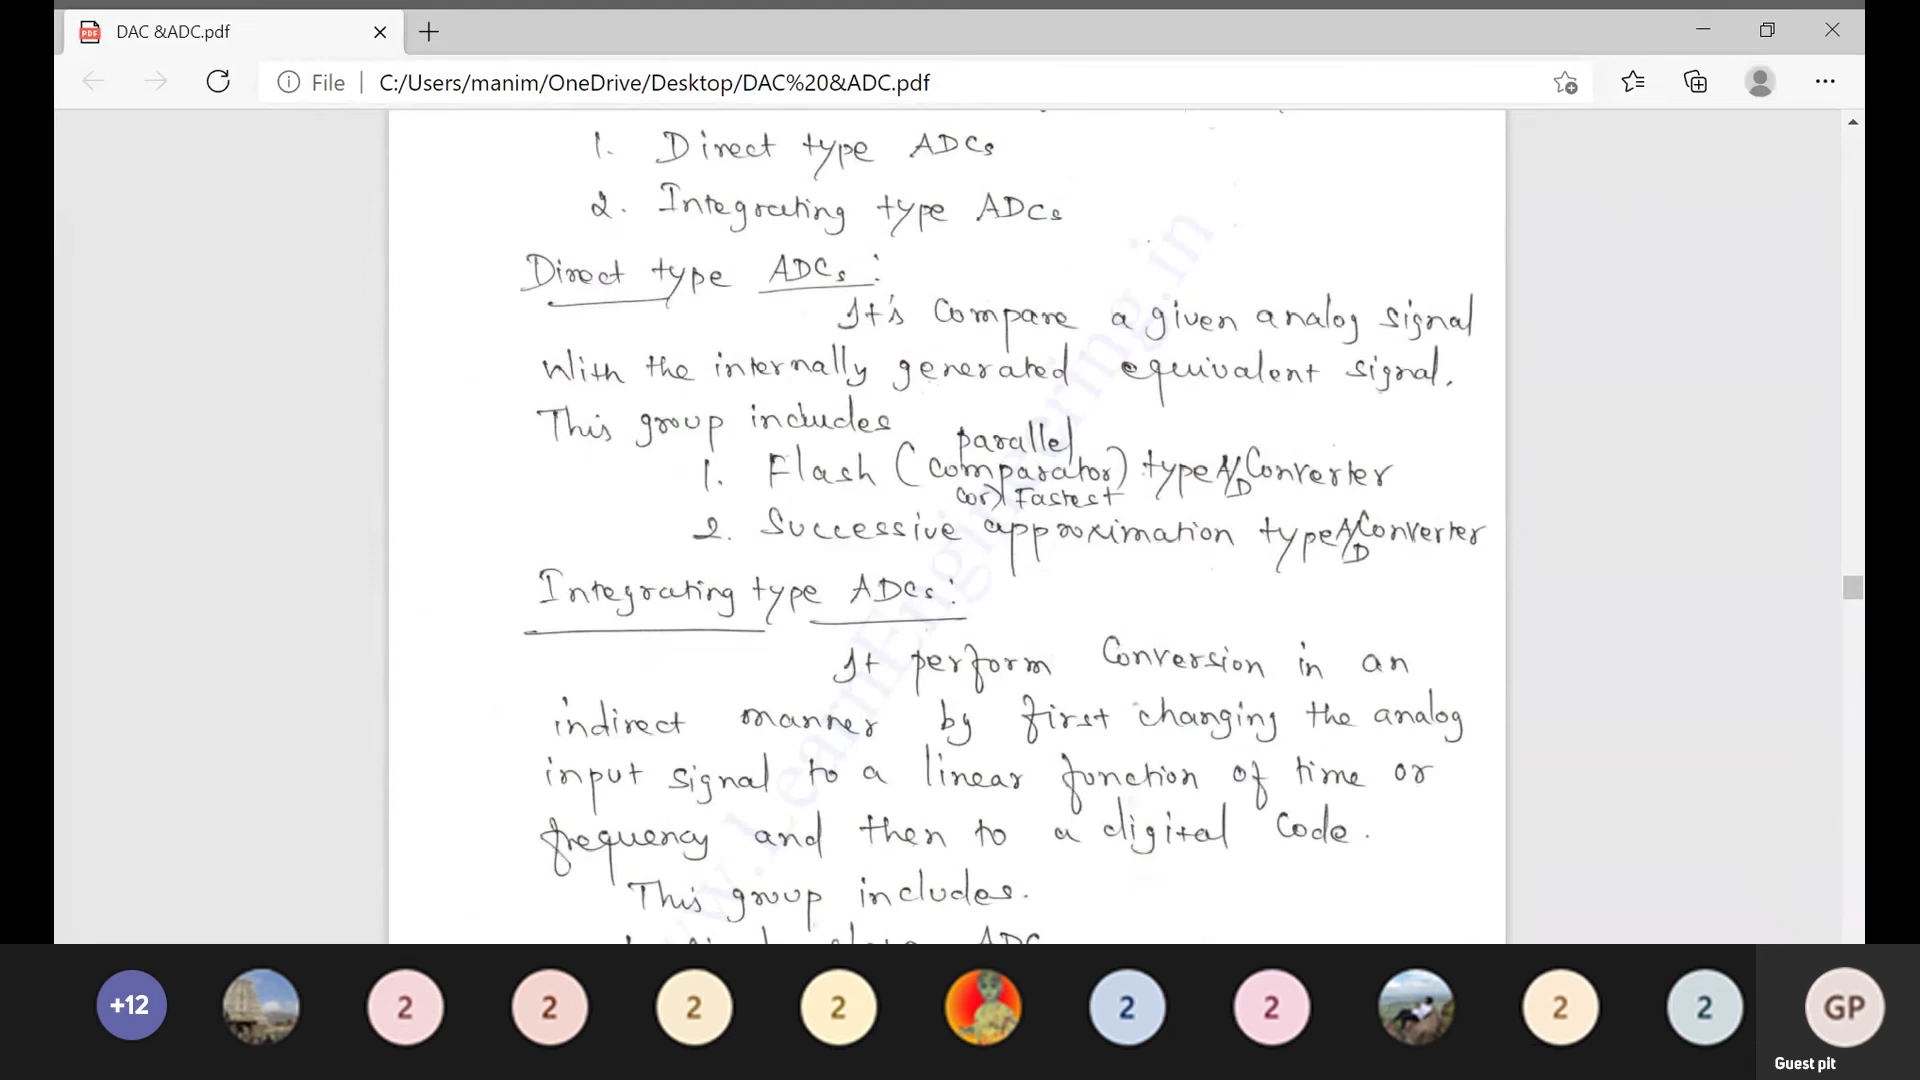 DAC &ADC.pdf
File
C:/Users/manim/OneDrive/Desktop/DAC%20&ADC.pdf
1. Direct type ADCs
2. Integrating type ADCs
Direct type ADCs :
It's compare a given analog signal
with the internally generated equivalent signal.
This group includes
parallel
1. Flash (comparator) type A/D Converter
(or) Fastest
2. Successive approximation type A/D Converter
Integrating type ADCs :
It perform Conversion in an
indirect manner by first changing the analog
input signal to a linear function of time or
frequency and then to a digital Code.
This group includes.
ADC
www.LearnEngineering.in
+12
2
2
2
2
2
2
2
2
GP
Guest pit